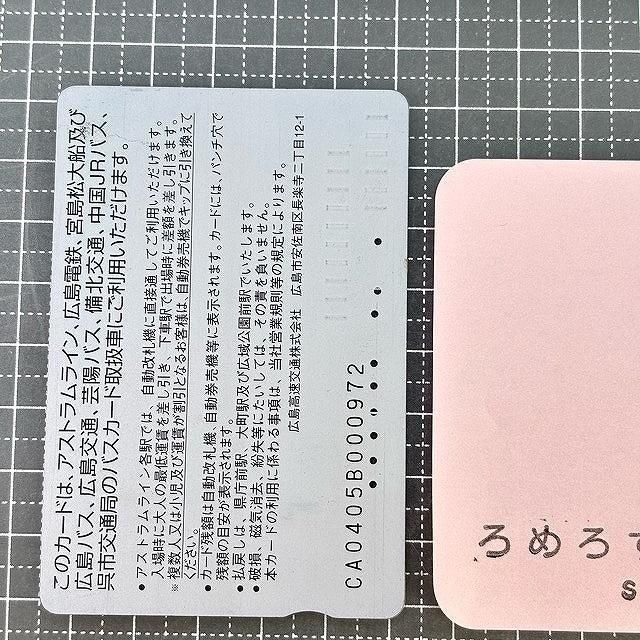 このカードは、アストラムライン、広島電鉄、宮島松大船及び
広島バス、広島交通、芸陽バス、備北交通、中国JRバス、
呉市交通局のバスカード取扱車にご利用いただけます。
●アストラムライン各駅では、自動改札機に直接通してご利用いただけます。
入場時に大人の最低運賃を差し引き、下車駅で出場時に差額を差し引きます。
※複数人又は小児及び運賃が割引となるお客様は、自動券売機でキップに引き換えて
ください。
●カード残額は自動改札機、自動券売機等に表示されます。カードには、パンチ穴で
残額の目安が表示されます。
●払戻しは、県庁前駅、大町駅及び広域公園前駅でいたします。
●破損、磁気消去、紛失等にたいしては、その責を負いません。
本カードの利用に係わる事項は、当社営業規則等の規定によります。
広島高速交通株式会社 広島市安佐南区長楽寺二丁目12-1
CA0405B000972
ろめろ
s